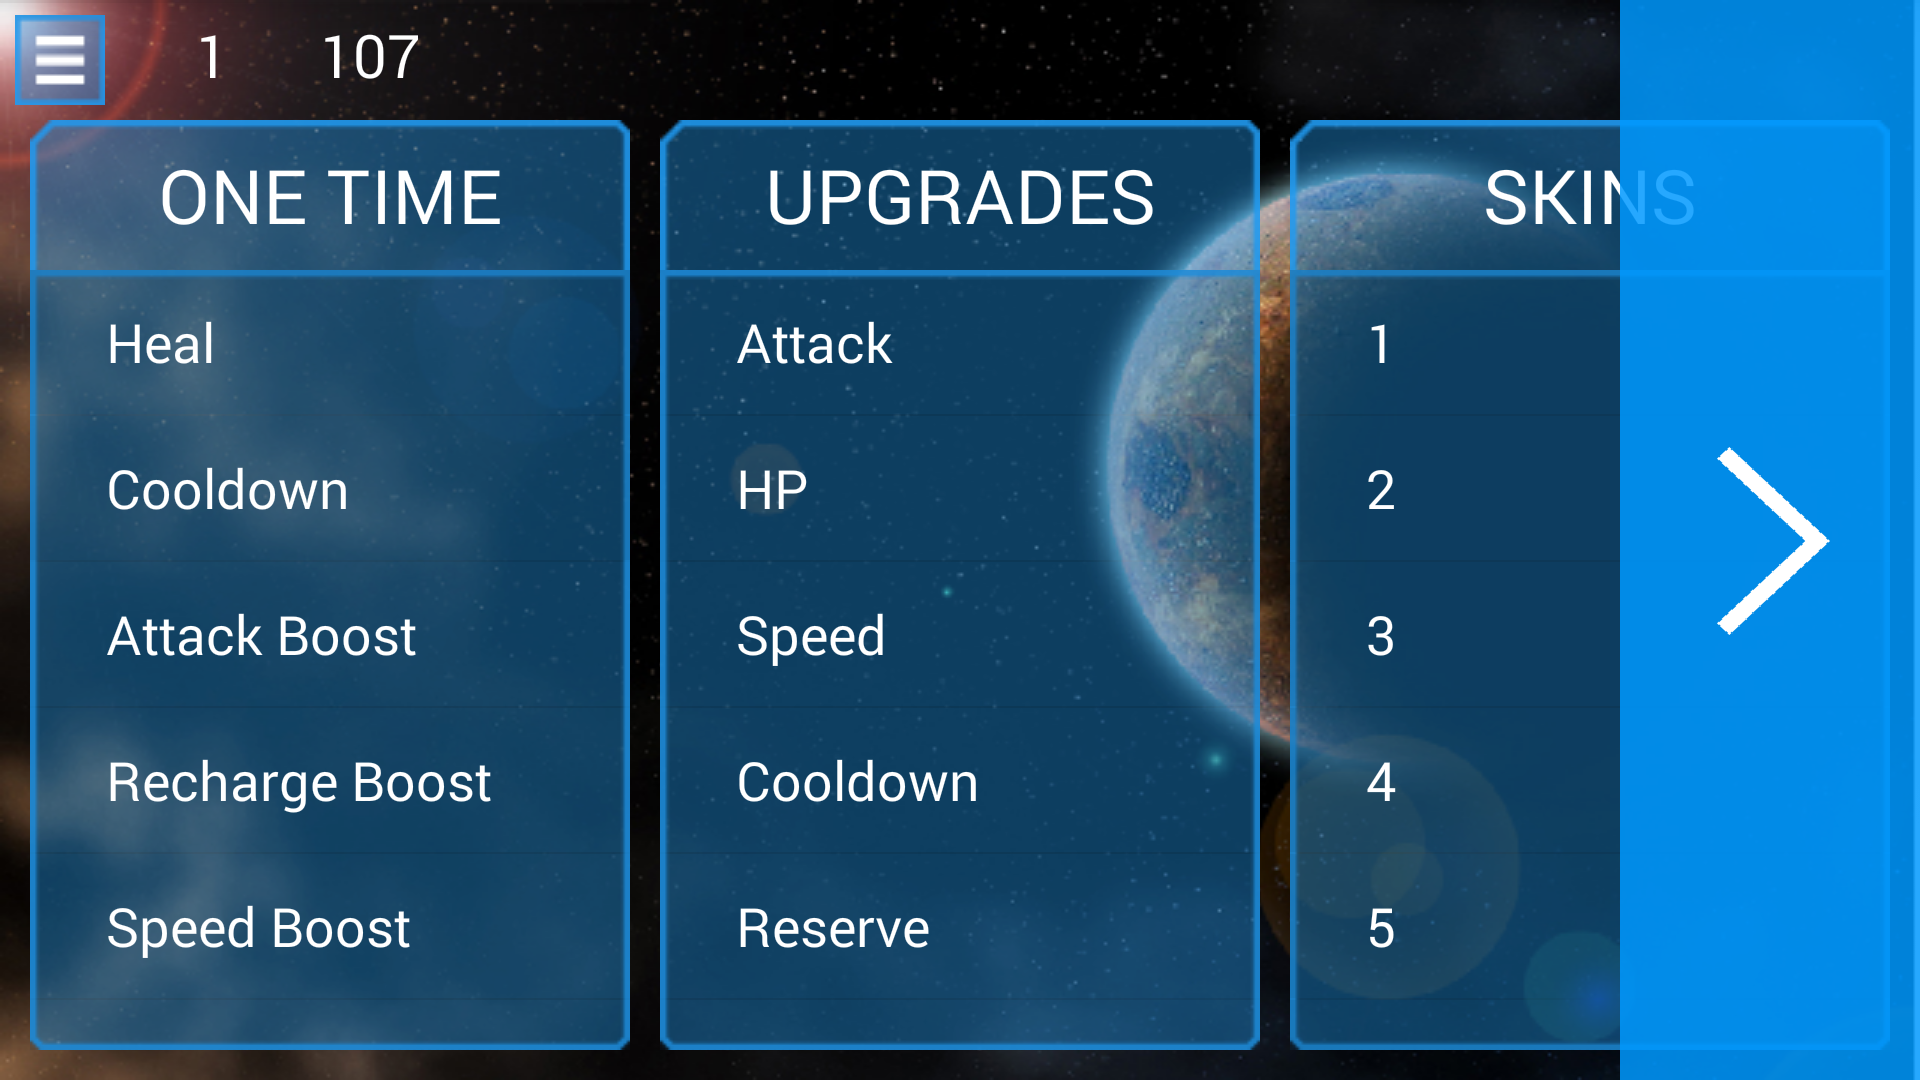 1 107
ONE TIME
Heal
Cooldown
Attack Boost
Recharge Boost
Speed Boost
UPGRADES
Attack
HP
Speed
Cooldown
Reserve
SKINS
1
2
3
4
5